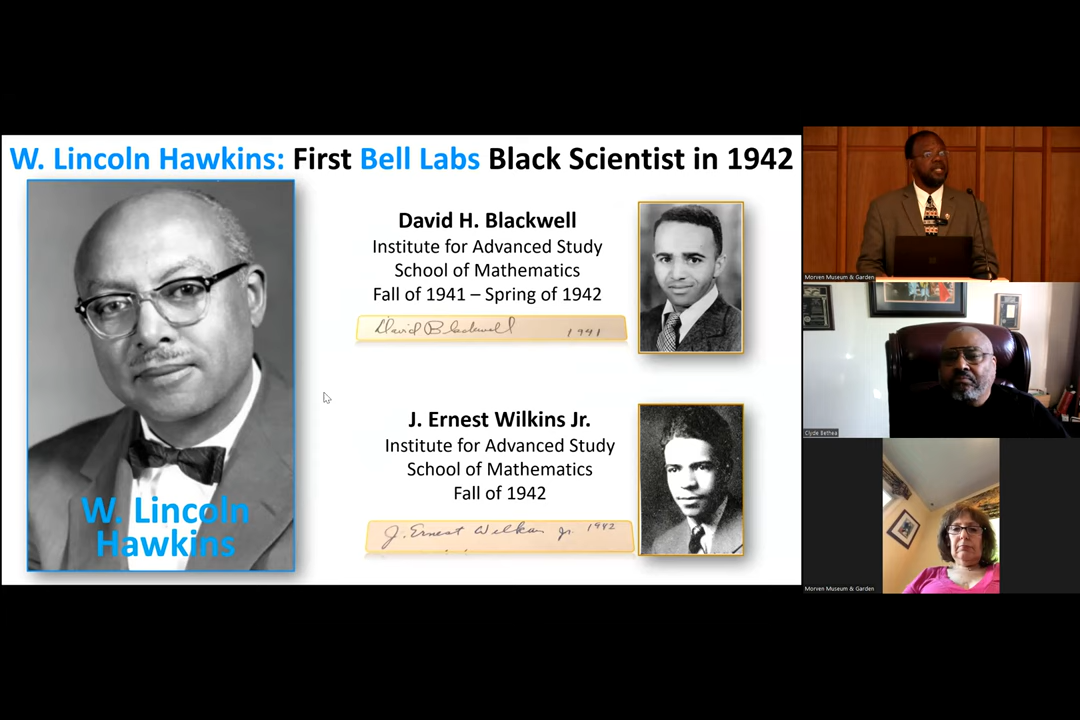 W. Lincoln Hawkins: First Bell Labs Black Scientist in 1942
W. Lincoln
Hawkins
David H. Blackwell
Institute for Advanced Study
School of Mathematics
Fall of 1941 – Spring of 1942
David Blackwell 1941
J. Ernest Wilkins Jr.
Institute for Advanced Study
School of Mathematics
Fall of 1942
J. Ernest Wilkins Jr. 1942
Morven Museum & Garden
Clyde Bethea
Morven Museum & Garden